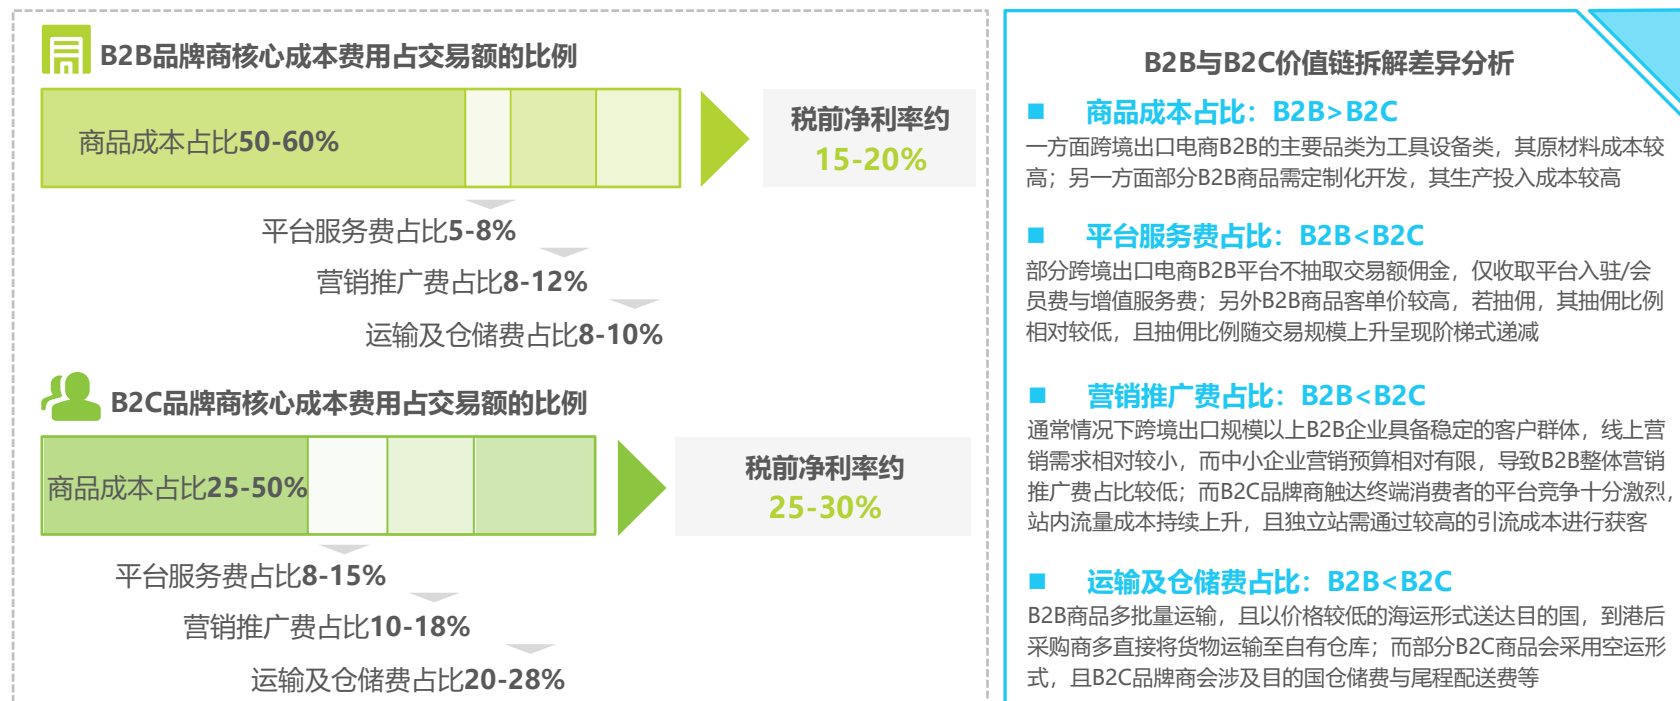 B2B品牌商核心成本费用占交易额的比例
商品成本占比50-60%
税前净利率约
15-20%
平台服务费占比5-8%
营销推广费占比8-12%
运输及仓储费占比8-10%
B2C品牌商核心成本费用占交易额的比例
商品成本占比25-50%
税前净利率约
25-30%
平台服务费占比8-15%
营销推广费占比10-18%
运输及仓储费占比20-28%
B2B与B2C价值链拆解差异分析
商品成本占比：B2B>B2C
一方面跨境出口电商B2B的主要品类为工具设备类，其原材料成本较
高；另一方面部分B2B商品需定制化开发，其生产投入成本较高
平台服务费占比：B2B<B2C
部分跨境出口电商B2B平台不抽取交易额佣金，仅收取平台入驻/会
员费与增值服务费；另外B2B商品客单价较高，若抽佣，其抽佣比例
相对较低，且抽佣比例随交易规模上升呈现阶梯式递减
营销推广费占比：B2B<B2C
通常情况下跨境出口规模以上B2B企业具备稳定的客户群体，线上营
销需求相对较小，而中小企业营销预算相对有限，导致B2B整体营销
推广费占比较低；而B2C品牌商触达终端消费者的平台竞争十分激烈，
站内流量成本持续上升，且独立站需通过较高的引流成本进行获客
运输及仓储费占比：B2B<B2C
B2B商品多批量运输，且以价格较低的海运形式送达目的国，到港后
采购商多直接将货物运输至自有仓库；而部分B2C商品会采用空运形
式，且B2C品牌商会涉及目的国仓储费与尾程配送费等